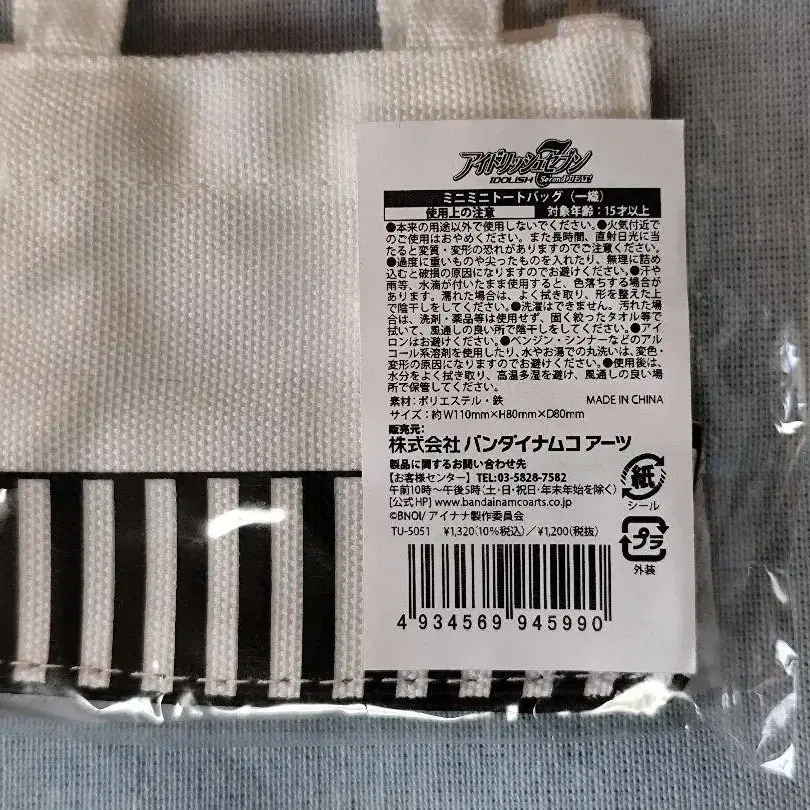 アイドリッシュセブン
IDOLISH 7 Second BEAT!
ミニミニトートバッグ（一織）
使用上の注意 対象年齢：15才以上
●本来の用途以外で使用しないでください。●火気付近で
のご使用はおやめください。また長時間、直射日光に当
たると変質・変形の恐れがありますのでご注意ください。
●過度に重いものや尖ったものを入れたり、無理に詰め
込むと破損の原因になりますのでお避けください。●汗や
雨等、水滴が付いたまま使用すると、色落ちする場合が
あります。濡れた場合は、よく拭き取り、形を整えた上
で陰干しをしてください。●洗濯はできません。汚れた場
合は、洗剤・薬品等は使用せず、固く絞ったタオル等で
拭いて、風通しの良い所で陰干しをしてください。●アイ
ロンはお避けください。●ベンジン・シンナーなどのアル
コール系溶剤を使用したり、水やお湯での丸洗いは、変色・
変形の原因になりますのでお避けください。●使用後は、
水分をよく拭き取り、高温多湿を避け、風通しの良い場
所で保管してください。
素材：ポリエステル・鉄 MADE IN CHINA
サイズ：約W110mm×H80mm×D80mm
販売元：
株式会社 バンダイナムコ アーツ
製品に関するお問い合わせ先
【お客様センター】TEL:03-5828-7582
午前10時～午後5時（土・日・祝日・年末年始を除く）
[公式HP] www.bandainamcoarts.co.jp
©BNOI/アイナナ製作委員会
TU-5051 ¥1,320（10%税込）/¥1,200（税抜）
紙
シール
プラ
外装
4 934569 945990